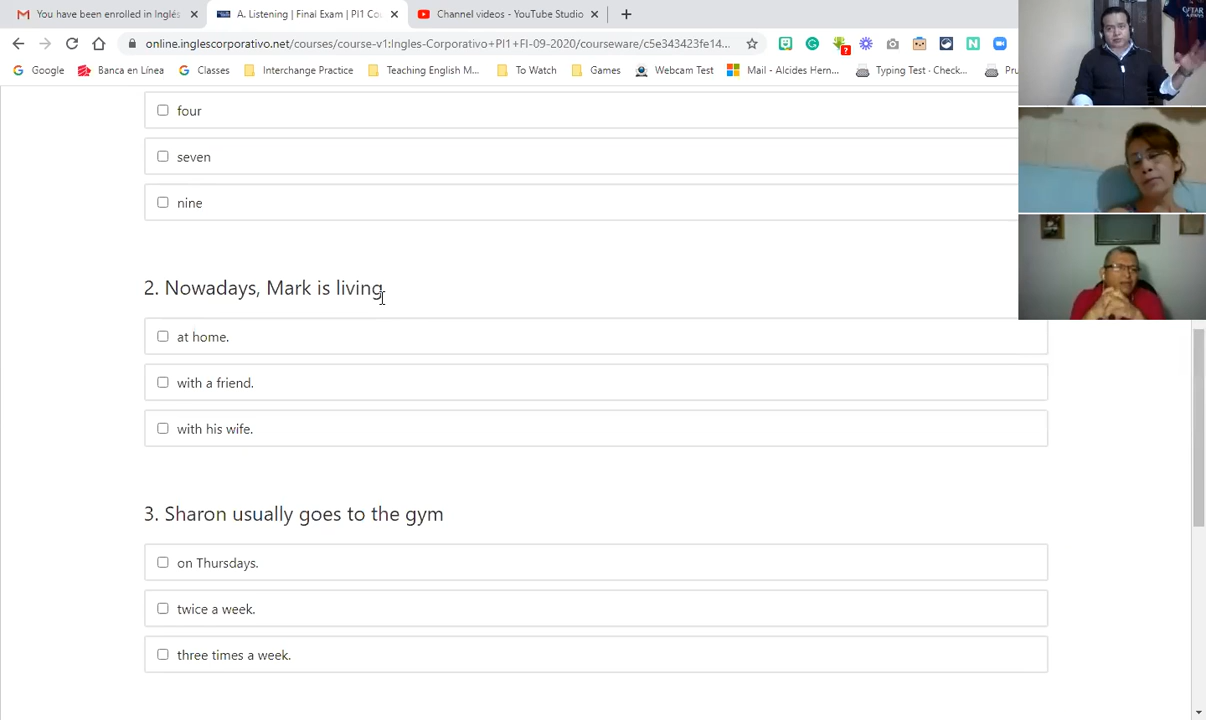 You have been enrolled in Inglés
A. Listening | Final Exam | PI1 Cou
Channel videos - YouTube Studio
online.inglescorporativo.net/courses/course-v1:Ingles-Corporativo+PI1+FI-09-2020/courseware/c5e343423fe14...
Google
Banca en Línea
Classes
Interchange Practice
Teaching English M...
To Watch
Games
Webcam Test
Mail - Alcides Hern...
Typing Test · Check...
Pru
four
seven
nine
2. Nowadays, Mark is living
at home.
with a friend.
with his wife.
3. Sharon usually goes to the gym
on Thursdays.
twice a week.
three times a week.